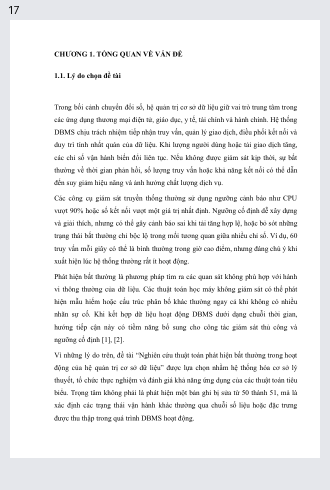 17
CHƯƠNG 1. TỔNG QUAN VỀ VẤN ĐỀ
1.1. Lý do chọn đề tài
Trong bối cảnh chuyển đổi số, hệ quản trị cơ sở dữ liệu giữ vai trò trung tâm trong
các ứng dụng thương mại điện tử, giáo dục, y tế, tài chính và hành chính. Hệ thống
DBMS chịu trách nhiệm tiếp nhận truy vấn, quản lý giao dịch, điều phối kết nối và
duy trì tính nhất quán của dữ liệu. Khi lượng người dùng hoặc tải giao dịch tăng,
các chỉ số vận hành biến đổi liên tục. Nếu không được giám sát kịp thời, sự bất
thường về thời gian phản hồi, số lượng truy vấn hoặc khả năng kết nối có thể dẫn
đến suy giảm hiệu năng và ảnh hưởng chất lượng dịch vụ.
Các công cụ giám sát truyền thống thường sử dụng ngưỡng cảnh báo như CPU
vượt 90% hoặc số kết nối vượt một giá trị nhất định. Ngưỡng cố định dễ xây dựng
và giải thích, nhưng có thể gây cảnh báo sai khi tải tăng hợp lệ, hoặc bỏ sót những
trạng thái bất thường chỉ bộc lộ trong mối tương quan giữa nhiều chỉ số. Ví dụ, 60
truy vấn mỗi giây có thể là bình thường trong giờ cao điểm, nhưng đáng chú ý khi
xuất hiện lúc hệ thống thường rất ít hoạt động.
Phát hiện bất thường là phương pháp tìm ra các quan sát không phù hợp với hành
vi thông thường của dữ liệu. Các thuật toán học máy không giám sát có thể phát
hiện mẫu hiếm hoặc cấu trúc phân bố khác thường ngay cả khi không có nhiều
nhãn sự cố. Khi kết hợp dữ liệu hoạt động DBMS dưới dạng chuỗi thời gian,
hướng tiếp cận này có tiềm năng bổ sung cho công tác giám sát thủ công và
ngưỡng cố định [1], [2].
Vì những lý do trên, đề tài “Nghiên cứu thuật toán phát hiện bất thường trong hoạt
động của hệ quản trị cơ sở dữ liệu” được lựa chọn nhằm hệ thống hóa cơ sở lý
thuyết, tổ chức thực nghiệm và đánh giá khả năng ứng dụng của các thuật toán tiêu
biểu. Trọng tâm không phải là phát hiện một bản ghi bị sửa từ 50 thành 51, mà là
xác định các trạng thái vận hành khác thường qua chuỗi số liệu hoặc đặc trưng
được thu thập trong quá trình DBMS hoạt động.